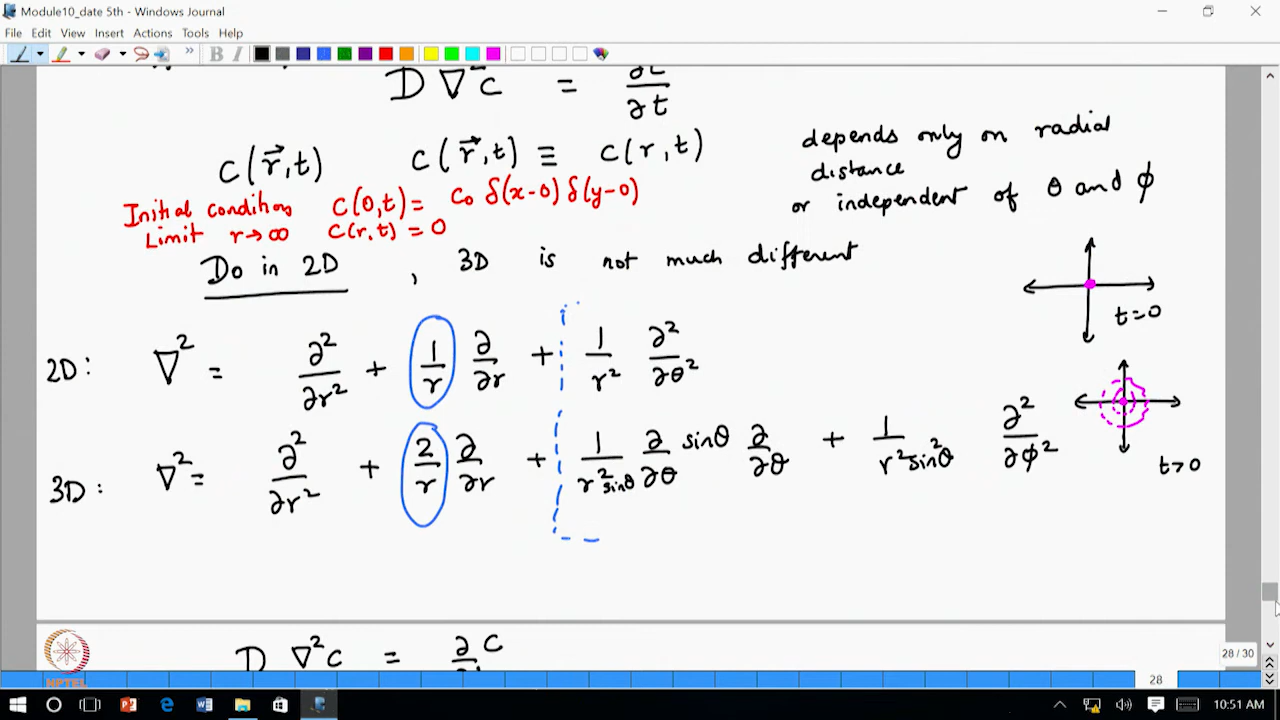 Module10_date 5th - Windows Journal
File Edit View Insert Actions Tools Help
D ∇²C = ∂C/∂t
C(r⃗,t) C(r⃗,t) ≡ C(r,t)
depends only on radial
distance
or independent of θ and ϕ
Initial condition C(0,t) = C₀ δ(x-0) δ(y-0)
Limit r→∞ C(r,t) = 0
Do in 2D , 3D is not much different
t=0
2D: ∇² = ∂²/∂r² + 1/r ∂/∂r + 1/r² ∂²/∂θ²
3D: ∇² = ∂²/∂r² + 2/r ∂/∂r + 1/(r² sinθ) ∂/∂θ sinθ ∂/∂θ + 1/(r² sin²θ) ∂²/∂ϕ²
t>0
D ∇²C = ∂C
NPTEL
28 / 30
28
10:51 AM